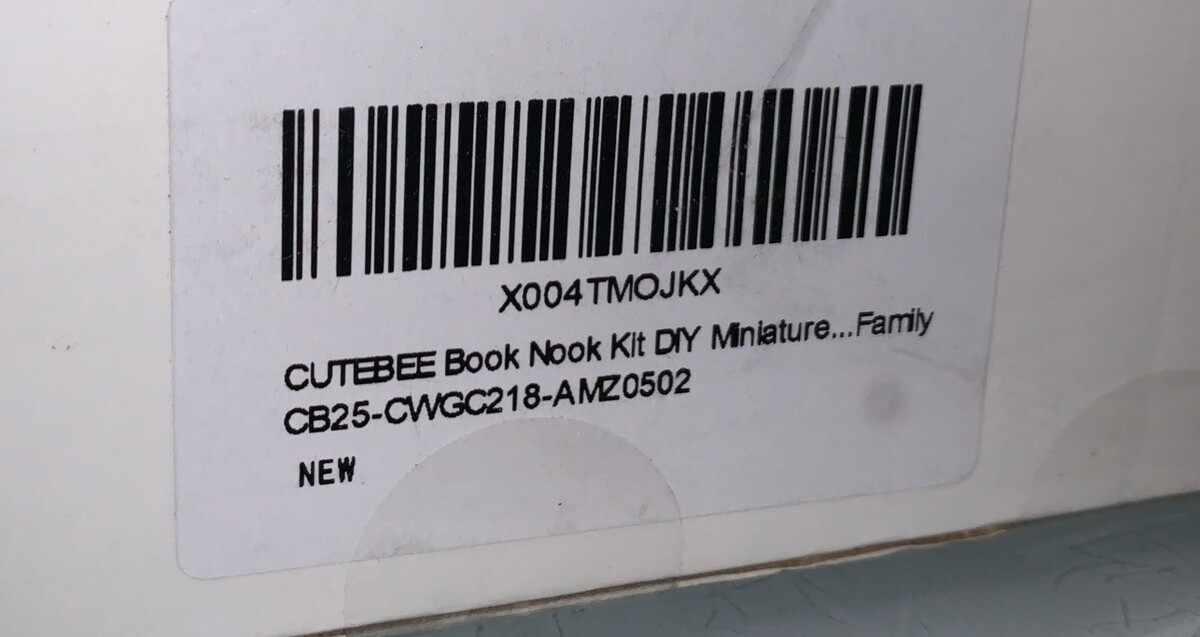 X004TMOJKX
CUTEBEE Book Nook Kit DIY Miniature...Family
CB25-CWGC218-AMZ0502
NEW